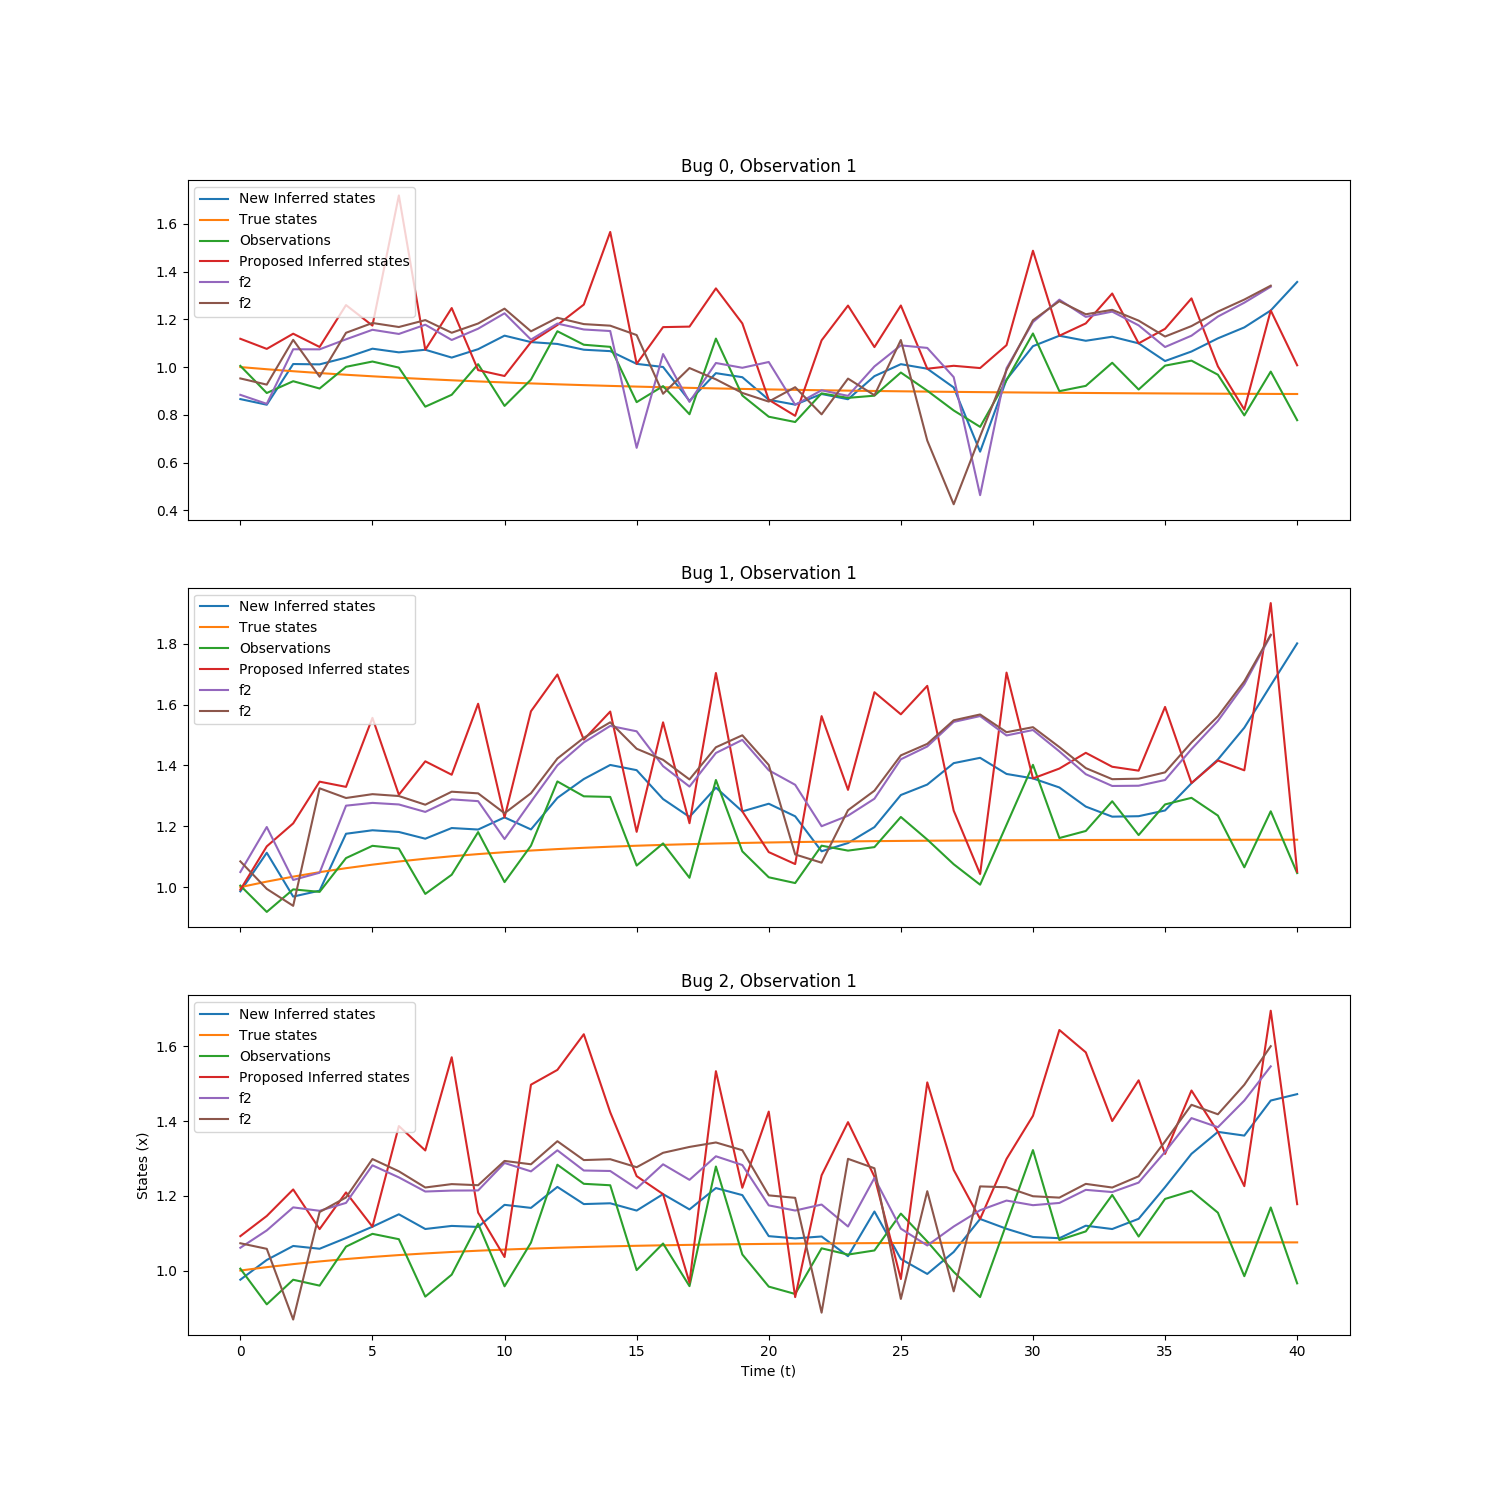 Bug 0, Observation 1
New Inferred states
True states
Observations
Proposed Inferred states
f2
f2
1.6
1.4
1.2
1.0
0.8
0.6
0.4
Bug 1, Observation 1
New Inferred states
True states
Observations
Proposed Inferred states
f2
f2
1.8
1.6
1.4
1.2
1.0
Bug 2, Observation 1
New Inferred states
True states
Observations
Proposed Inferred states
f2
f2
1.6
1.4
1.2
1.0
States (x)
0 5 10 15 20 25 30 35 40
Time (t)